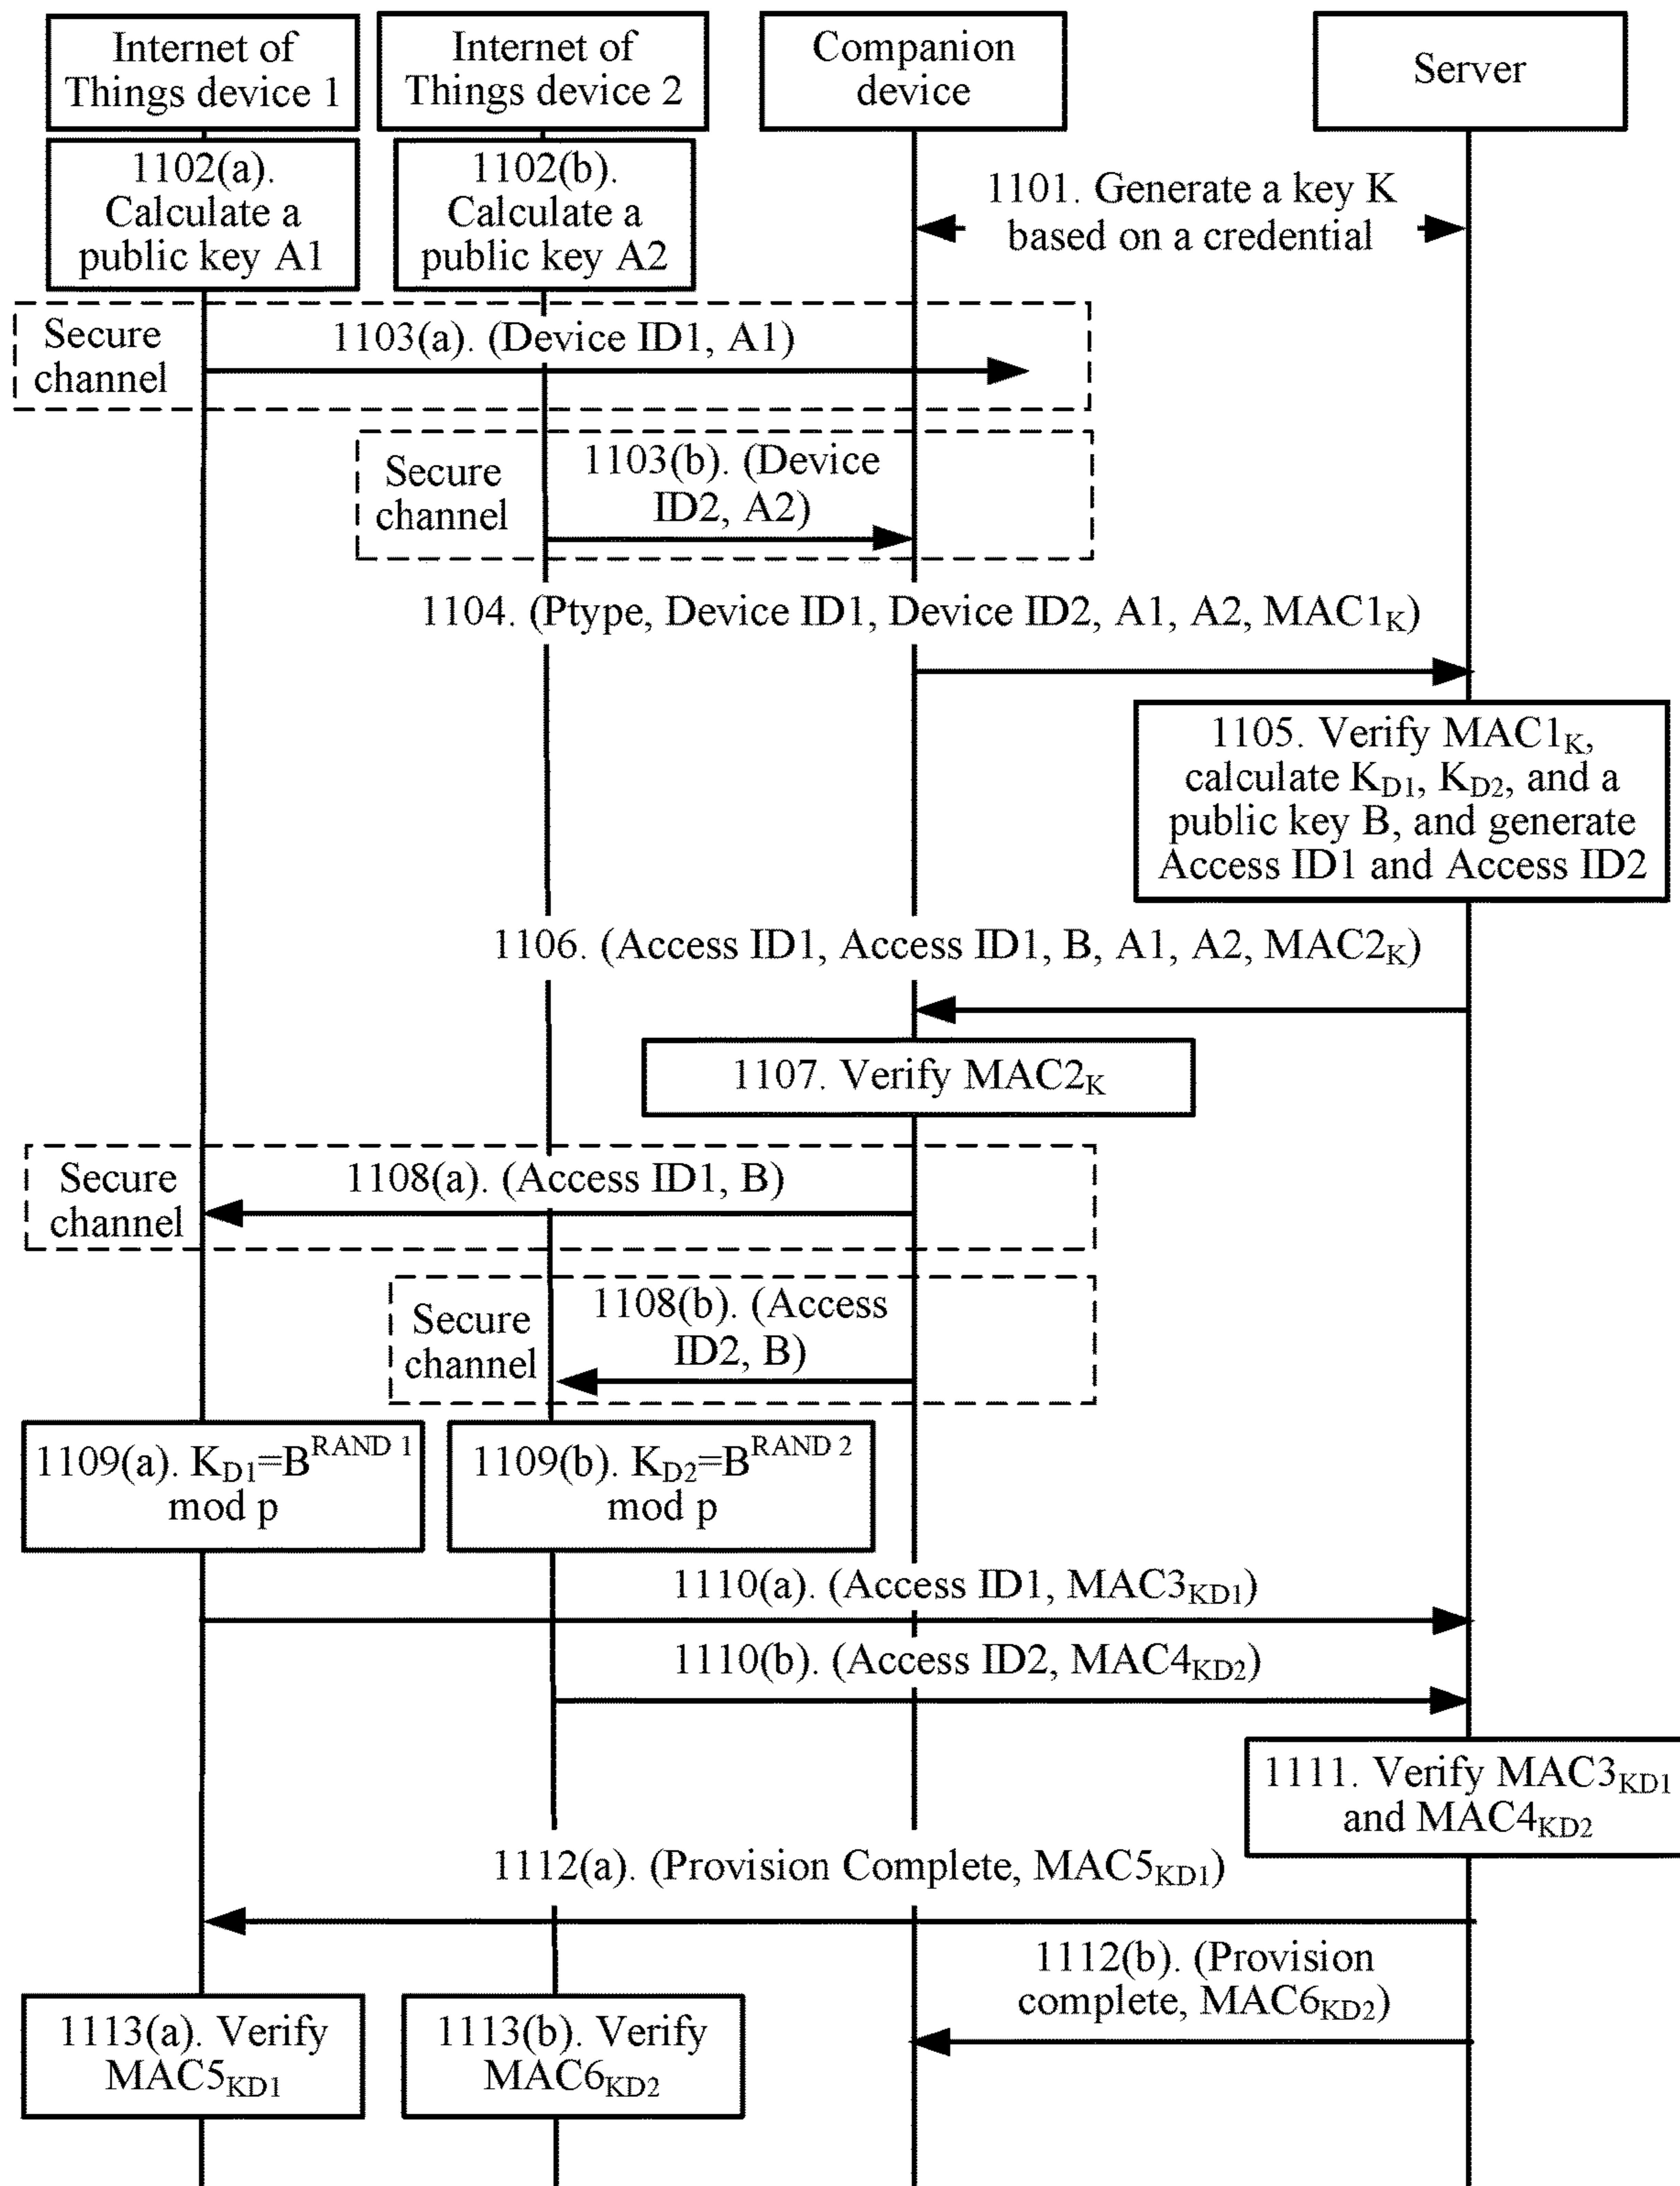 Internet of
Things device 1
Internet of
Things device 2
Companion
device
Server
1102(a).
Calculate a
public key A1
1102(b).
Calculate a
public key A2
1101. Generate a key K
based on a credential
Secure
channel
1103(a). (Device ID1, A1)
Secure
channel
1103(b). (Device
ID2, A2)
1104. (Ptype, Device ID1, Device ID2, A1, A2, MAC1K)
1105. Verify MAC1K,
calculate KD1, KD2, and a
public key B, and generate
Access ID1 and Access ID2
1106. (Access ID1, Access ID1, B, A1, A2, MAC2K)
1107. Verify MAC2K
Secure
channel
1108(a). (Access ID1, B)
Secure
channel
1108(b). (Access
ID2, B)
1109(a). KD1=B^RAND 1
mod p
1109(b). KD2=B^RAND 2
mod p
1110(a). (Access ID1, MAC3KD1)
1110(b). (Access ID2, MAC4KD2)
1111. Verify MAC3KD1
and MAC4KD2
1112(a). (Provision Complete, MAC5KD1)
1112(b). (Provision
complete, MAC6KD2)
1113(a). Verify
MAC5KD1
1113(b). Verify
MAC6KD2